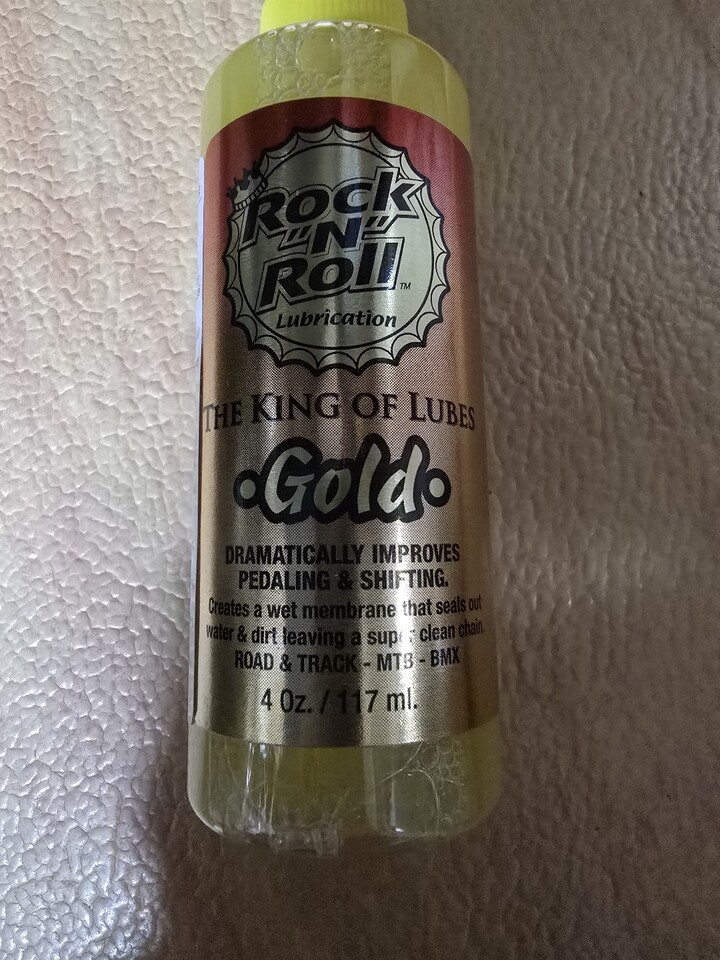 Rock
"N"
Roll™
Lubrication
THE KING OF LUBES
•Gold•
DRAMATICALLY IMPROVES
PEDALING & SHIFTING.
Creates a wet membrane that seals out
water & dirt leaving a super clean chain.
ROAD & TRACK - MTB - BMX
4 Oz. / 117 ml.